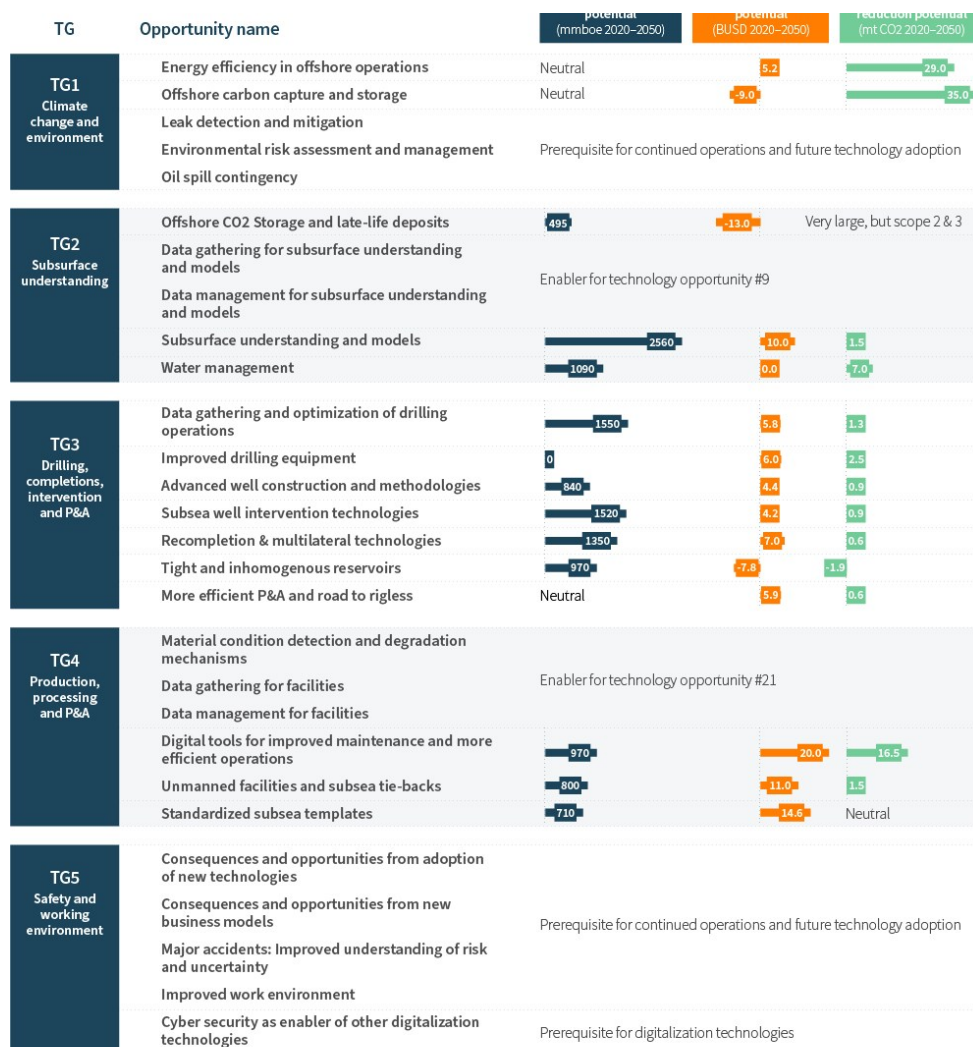 TG
Opportunity name
potential
(mmboe 2020–2050)
potential
(BUSD 2020–2050)
reduction potential
(mt CO2 2020–2050)
TG1
Climate
change and
environment
Energy efficiency in offshore operations
Neutral
5.2
29.0
Offshore carbon capture and storage
Neutral
-9.0
35.0
Leak detection and mitigation
Environmental risk assessment and management
Prerequisite for continued operations and future technology adoption
Oil spill contingency
TG2
Subsurface
understanding
Offshore CO2 Storage and late-life deposits
495
-13.0
Very large, but scope 2 & 3
Data gathering for subsurface understanding
and models
Enabler for technology opportunity #9
Data management for subsurface understanding
and models
Subsurface understanding and models
2560
10.0
1.5
Water management
1090
0.0
7.0
TG3
Drilling,
completions,
intervention
and P&A
Data gathering and optimization of drilling
operations
1550
5.8
1.3
Improved drilling equipment
0
6.0
2.5
Advanced well construction and methodologies
840
4.4
0.9
Subsea well intervention technologies
1520
4.2
0.9
Recompletion & multilateral technologies
1350
7.0
0.6
Tight and inhomogenous reservoirs
970
-7.8
-1.9
More efficient P&A and road to rigless
Neutral
5.9
0.6
TG4
Production,
processing
and P&A
Material condition detection and degradation
mechanisms
Data gathering for facilities
Enabler for technology opportunity #21
Data management for facilities
Digital tools for improved maintenance and more
efficient operations
970
20.0
16.5
Unmanned facilities and subsea tie-backs
800
11.0
1.5
Standardized subsea templates
710
14.6
Neutral
TG5
Safety and
working
environment
Consequences and opportunities from adoption
of new technologies
Consequences and opportunities from new
business models
Prerequisite for continued operations and future technology adoption
Major accidents: Improved understanding of risk
and uncertainty
Improved work environment
Cyber security as enabler of other digitalization
technologies
Prerequisite for digitalization technologies